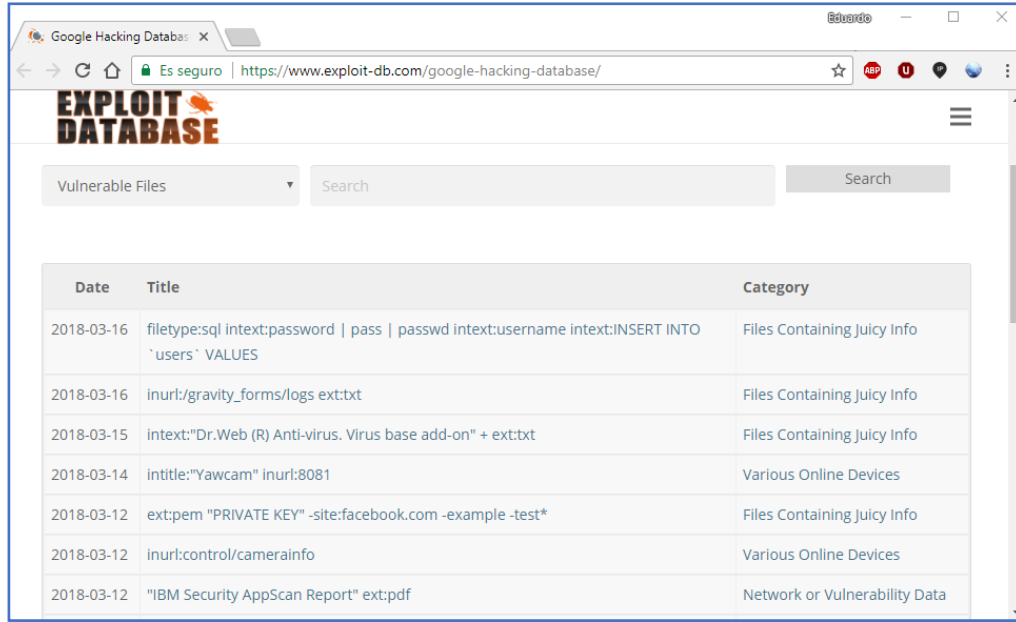 Eduardo
Google Hacking Databas
Es seguro
https://www.exploit-db.com/google-hacking-database/
ABP
U
IP
EXPLOIT
DATABASE
Vulnerable Files
Search
Search
Date
Title
Category
2018-03-16
filetype:sql intext:password | pass | passwd intext:username intext:INSERT INTO
`users` VALUES
Files Containing Juicy Info
2018-03-16
inurl:/gravity_forms/logs ext:txt
Files Containing Juicy Info
2018-03-15
intext:"Dr.Web (R) Anti-virus. Virus base add-on" + ext:txt
Files Containing Juicy Info
2018-03-14
intitle:"Yawcam" inurl:8081
Various Online Devices
2018-03-12
ext:pem "PRIVATE KEY" -site:facebook.com -example -test*
Files Containing Juicy Info
2018-03-12
inurl:control/camerainfo
Various Online Devices
2018-03-12
"IBM Security AppScan Report" ext:pdf
Network or Vulnerability Data